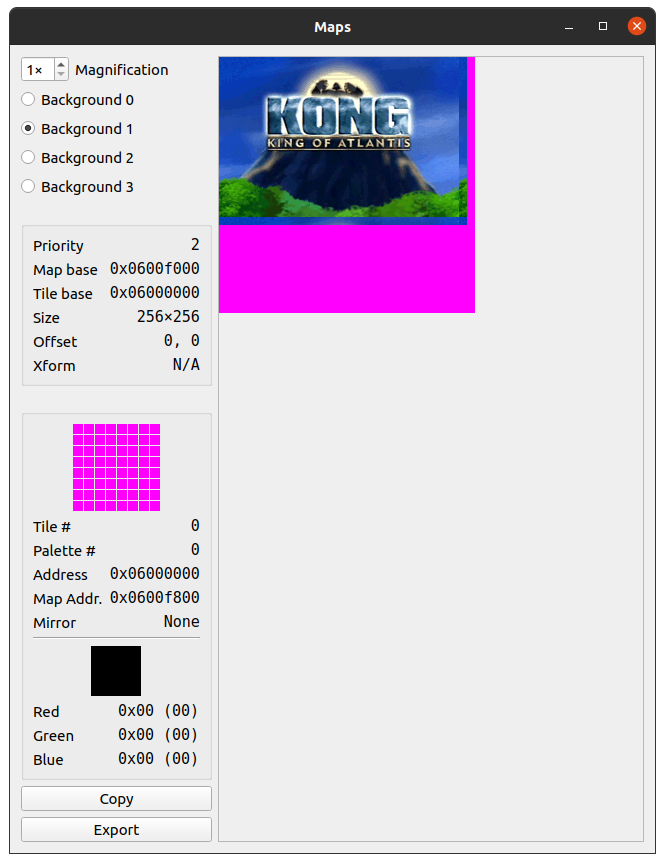 Maps
1× Magnification
Background 0
Background 1
Background 2
Background 3
KONG
KING OF ATLANTIS
Priority 2
Map base 0x0600f000
Tile base 0x06000000
Size 256×256
Offset 0, 0
Xform N/A
Tile # 0
Palette # 0
Address 0x06000000
Map Addr. 0x0600f800
Mirror None
Red 0x00 (00)
Green 0x00 (00)
Blue 0x00 (00)
Copy
Export